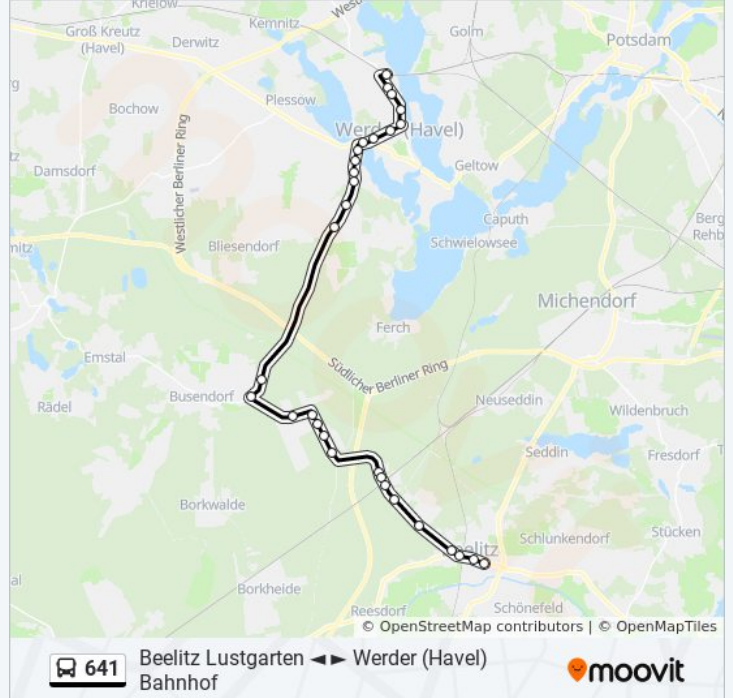 Krielow
Kemnitz
Golm
Groß Kreutz
(Havel)
Derwitz
Potsdam
Plessow
Bochow
Werder (Havel)
Westlicher Berliner Ring
Damsdorf
Geltow
Caputh
Bliesendorf
Schwielowsee
Michendorf
Ferch
Emstal
Südlicher Berliner Ring
Busendorf
Neuseddin
Rädel
Wildenbruch
Seddin
Fresdorf
Borkwalde
Stücken
Beelitz
Schlunkendorf
Borkheide
Reesdorf
Schönefeld
© OpenStreetMap contributors | © OpenMapTiles
641
Beelitz Lustgarten ◄ ► Werder (Havel)
Bahnhof
moovit